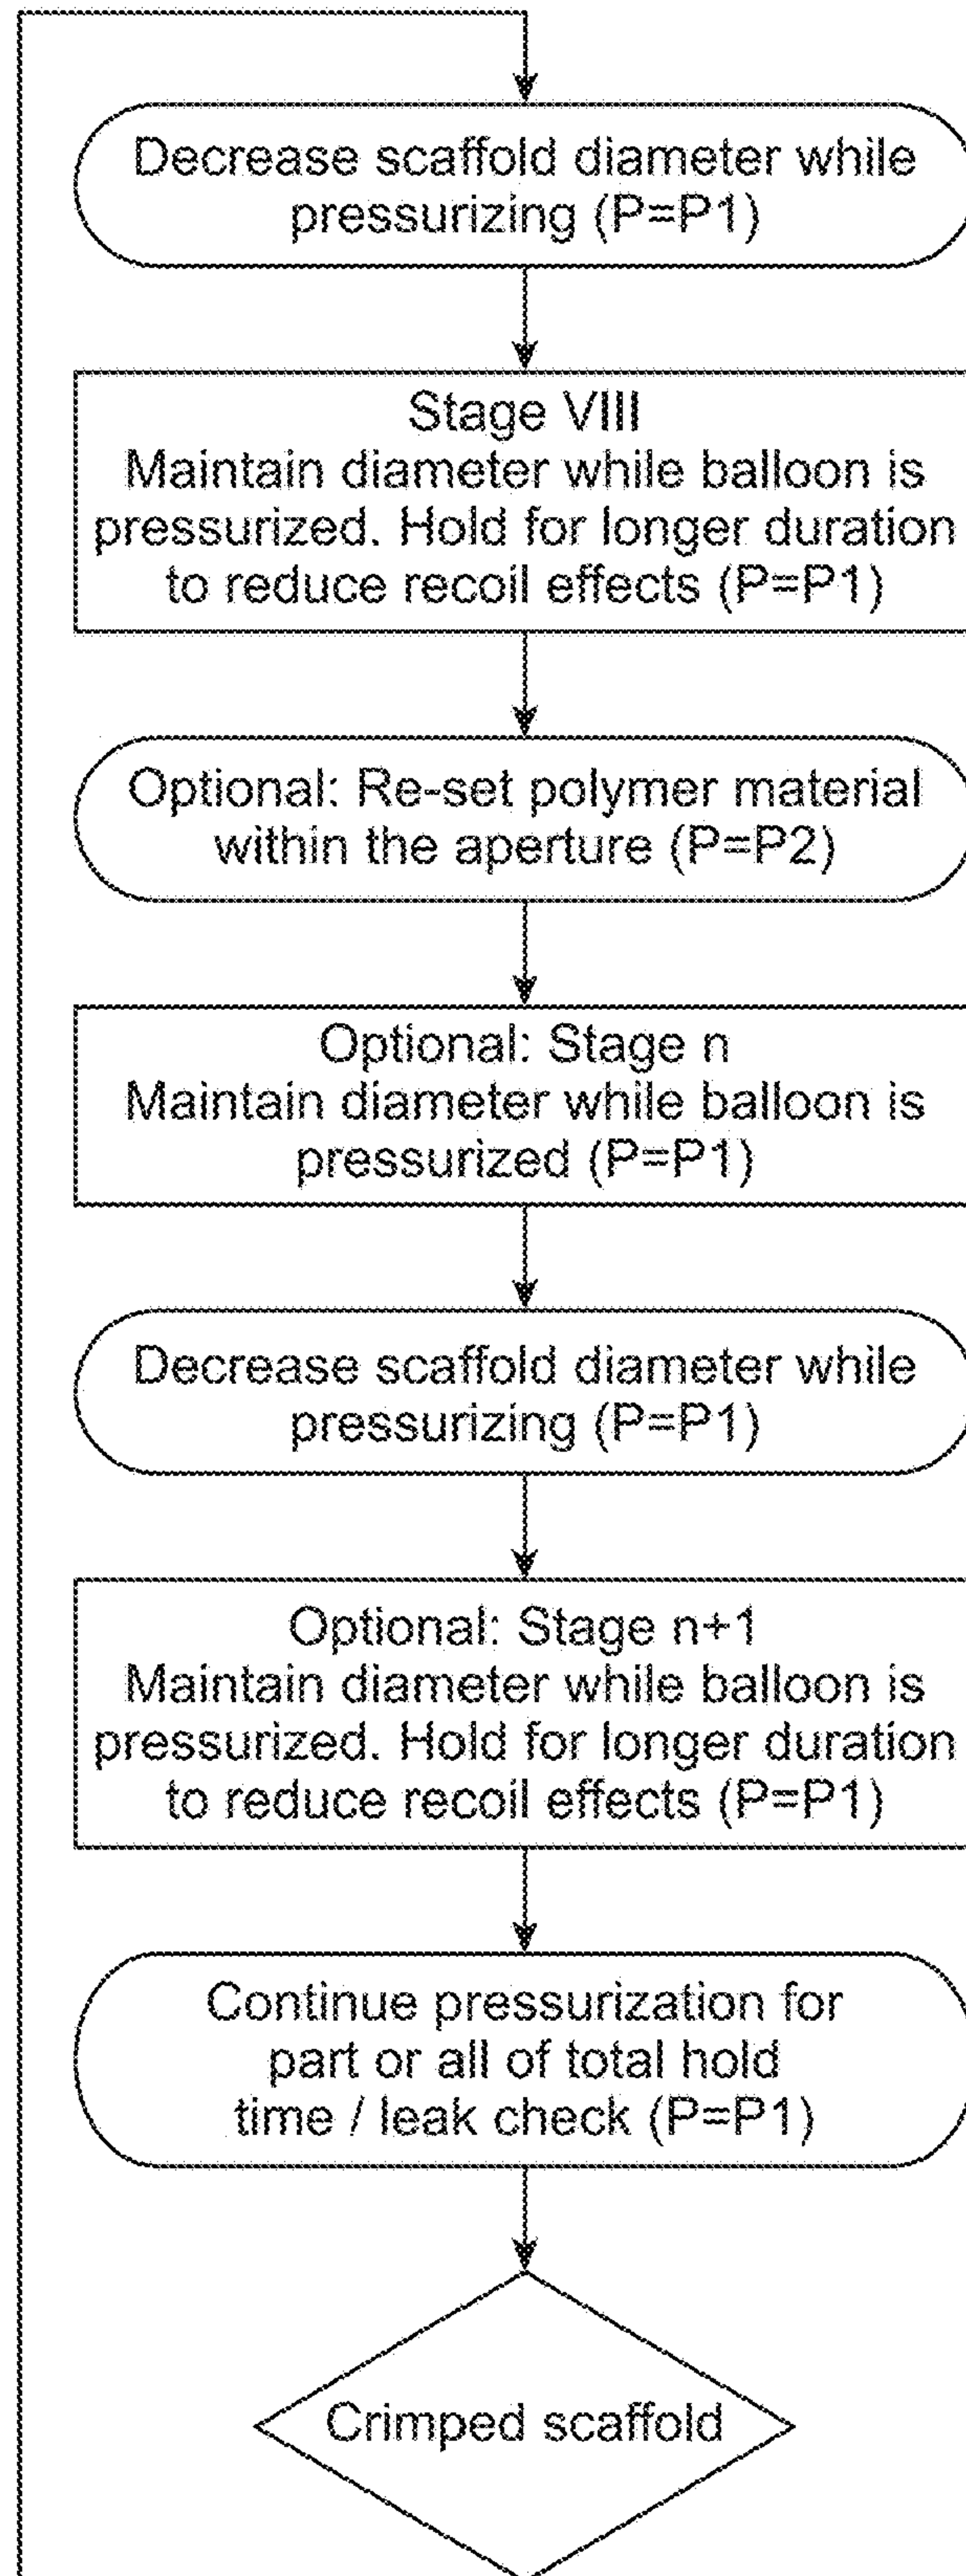 Decrease scaffold diameter while
pressurizing (P=P1)
Stage VIII
Maintain diameter while balloon is
pressurized. Hold for longer duration
to reduce recoil effects (P=P1)
Optional: Re-set polymer material
within the aperture (P=P2)
Optional: Stage n
Maintain diameter while balloon is
pressurized (P=P1)
Decrease scaffold diameter while
pressurizing (P=P1)
Optional: Stage n+1
Maintain diameter while balloon is
pressurized. Hold for longer duration
to reduce recoil effects (P=P1)
Continue pressurization for
part or all of total hold
time / leak check (P=P1)
Crimped scaffold